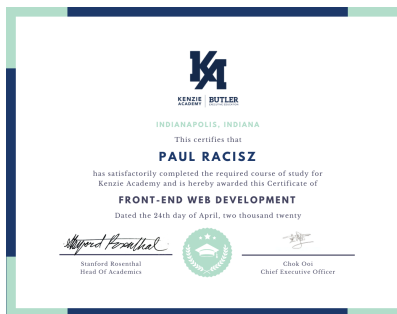 KA
KENZIE ACADEMY | BUTLER
INDIANAPOLIS, INDIANA
This certifies that
PAUL RACISZ
has satisfactorily completed the required course of study for
Kenzie Academy and is hereby awarded this Certificate of
FRONT-END WEB DEVELOPMENT
Dated the 24th day of April, two thousand twenty
Stanford Rosenthal
Stanford Rosenthal
Head Of Academics
Chok Ooi
Chief Executive Officer